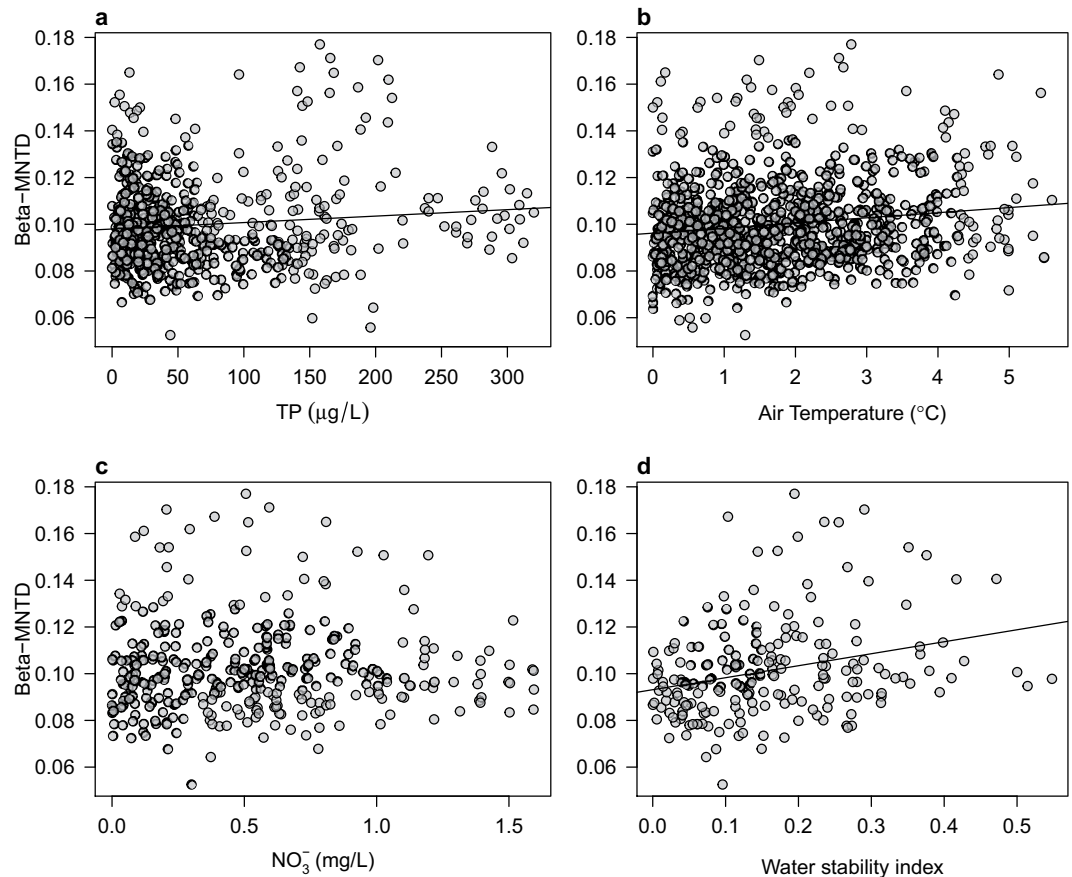 a
b
0.18
0.16
0.14
0.12
0.10
0.08
0.06
Beta−MNTD
0 50 100 150 200 250 300
TP (μg/L)
0.18
0.16
0.14
0.12
0.10
0.08
0.06
0 1 2 3 4 5
Air Temperature (°C)
c
d
0.18
0.16
0.14
0.12
0.10
0.08
0.06
Beta−MNTD
0.0 0.5 1.0 1.5
NO₃⁻ (mg/L)
0.18
0.16
0.14
0.12
0.10
0.08
0.06
0.0 0.1 0.2 0.3 0.4 0.5
Water stability index